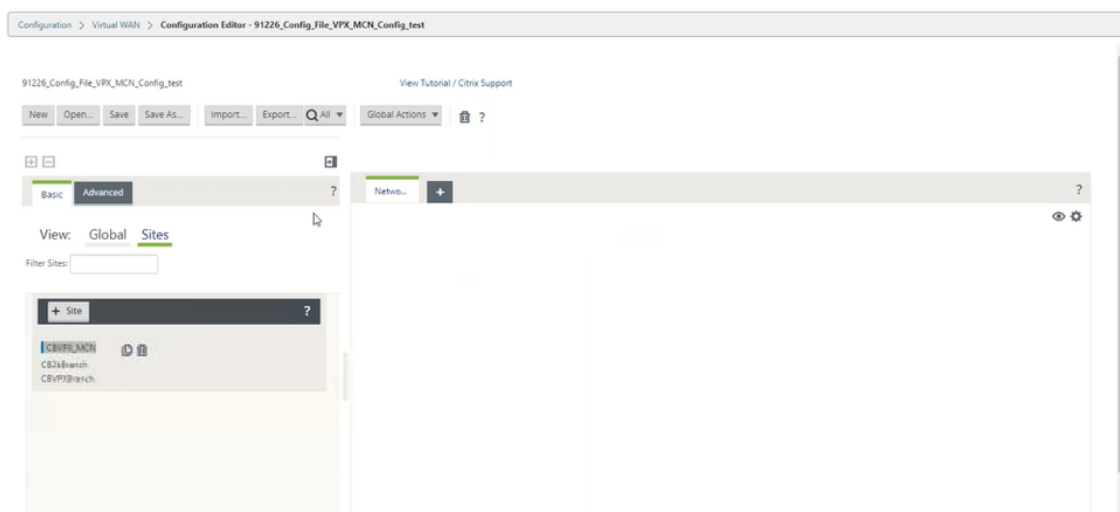 Configuration > Virtual WAN > Configuration Editor - 91226_Config_File_VPX_MCN_Config_test
91226_Config_File_VPX_MCN_Config_test View Tutorial / Citrix Support
New Open... Save Save As... Import... Export... All Global Actions ?
Basic Advanced ? Netwo... + ?
View: Global Sites
Filter Sites:
+ Site ?
CBVPX_MCN
CB2kBranch
CBVPXBranch